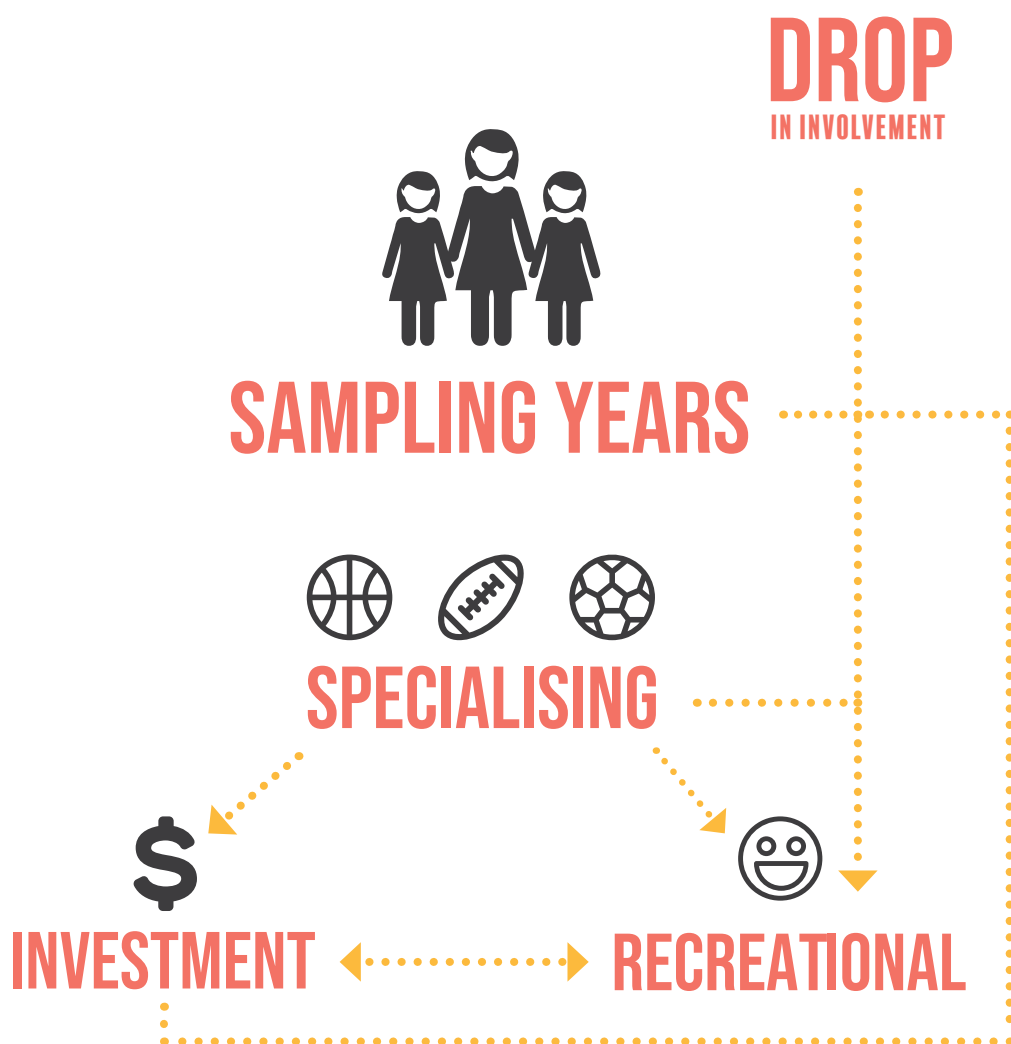 DROP
IN INVOLVEMENT
SAMPLING YEARS
SPECIALISING
$
INVESTMENT
RECREATIONAL